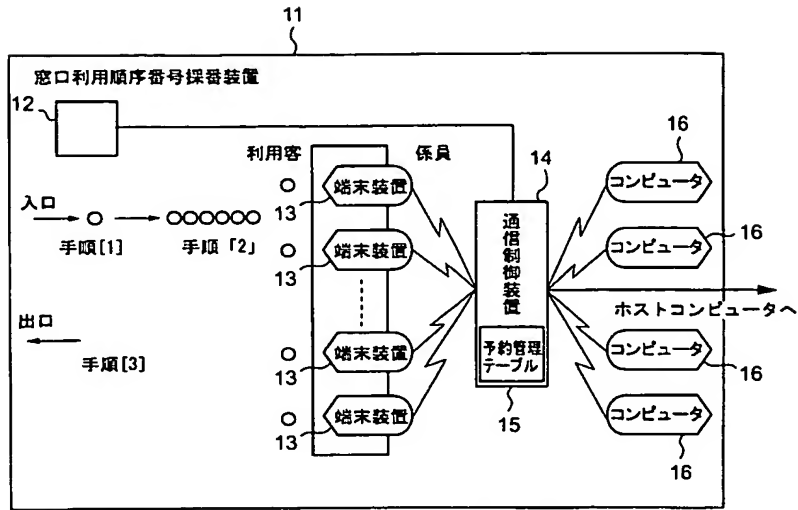 11
窓口利用順序番号採番装置
12
利用客
係員
14
16
端末装置
コンピュータ
13
入口
手順[1]
手順「2」
通信制御装置
端末装置
コンピュータ
16
13
ホストコンピュータへ
出口
手順[3]
端末装置
予約管理
テーブル
コンピュータ
13
16
端末装置
15
コンピュータ
13
16